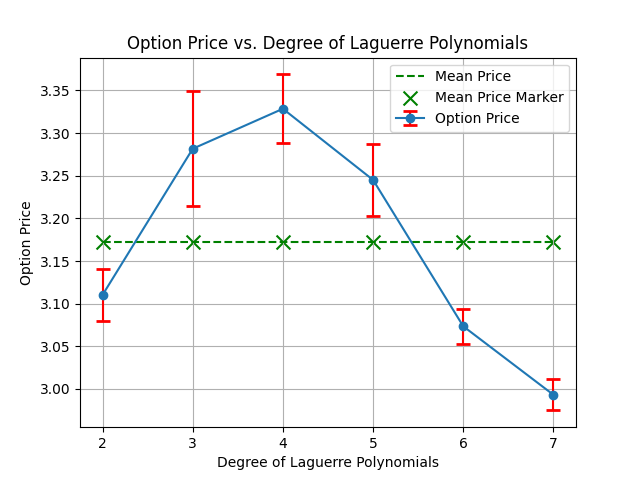 Option Price vs. Degree of Laguerre Polynomials
Mean Price
Mean Price Marker
Option Price
3.35
3.30
3.25
3.20
3.15
3.10
3.05
3.00
Option Price
2 3 4 5 6 7
Degree of Laguerre Polynomials